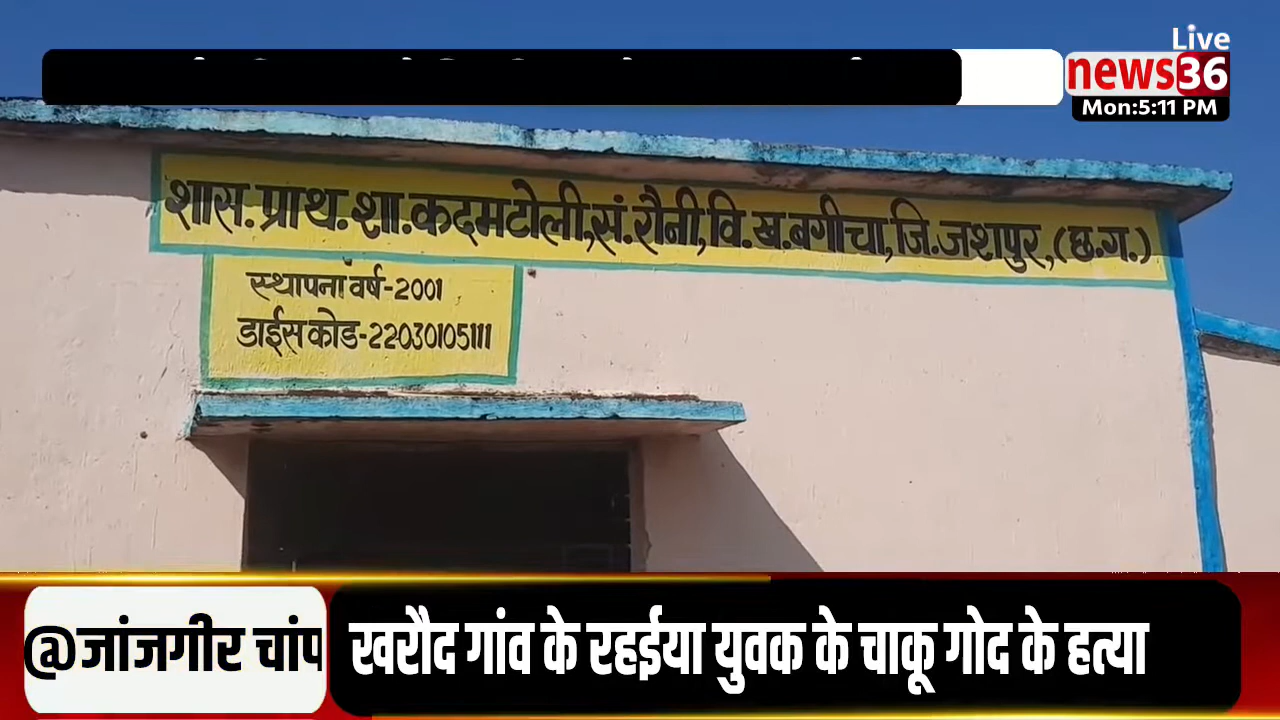 Live
news36
Mon:5:11 PM
शास. प्राथ. शा. कदमटोली, सं. रौनी, वि. ख. बगीचा, जि. जशपुर, (छ. ग.)
स्थापना वर्ष-2001
डाईस कोड-22030105111
@जांजगीर चांप
खरौद गांव के रहईया युवक के चाकू गोद के हत्या